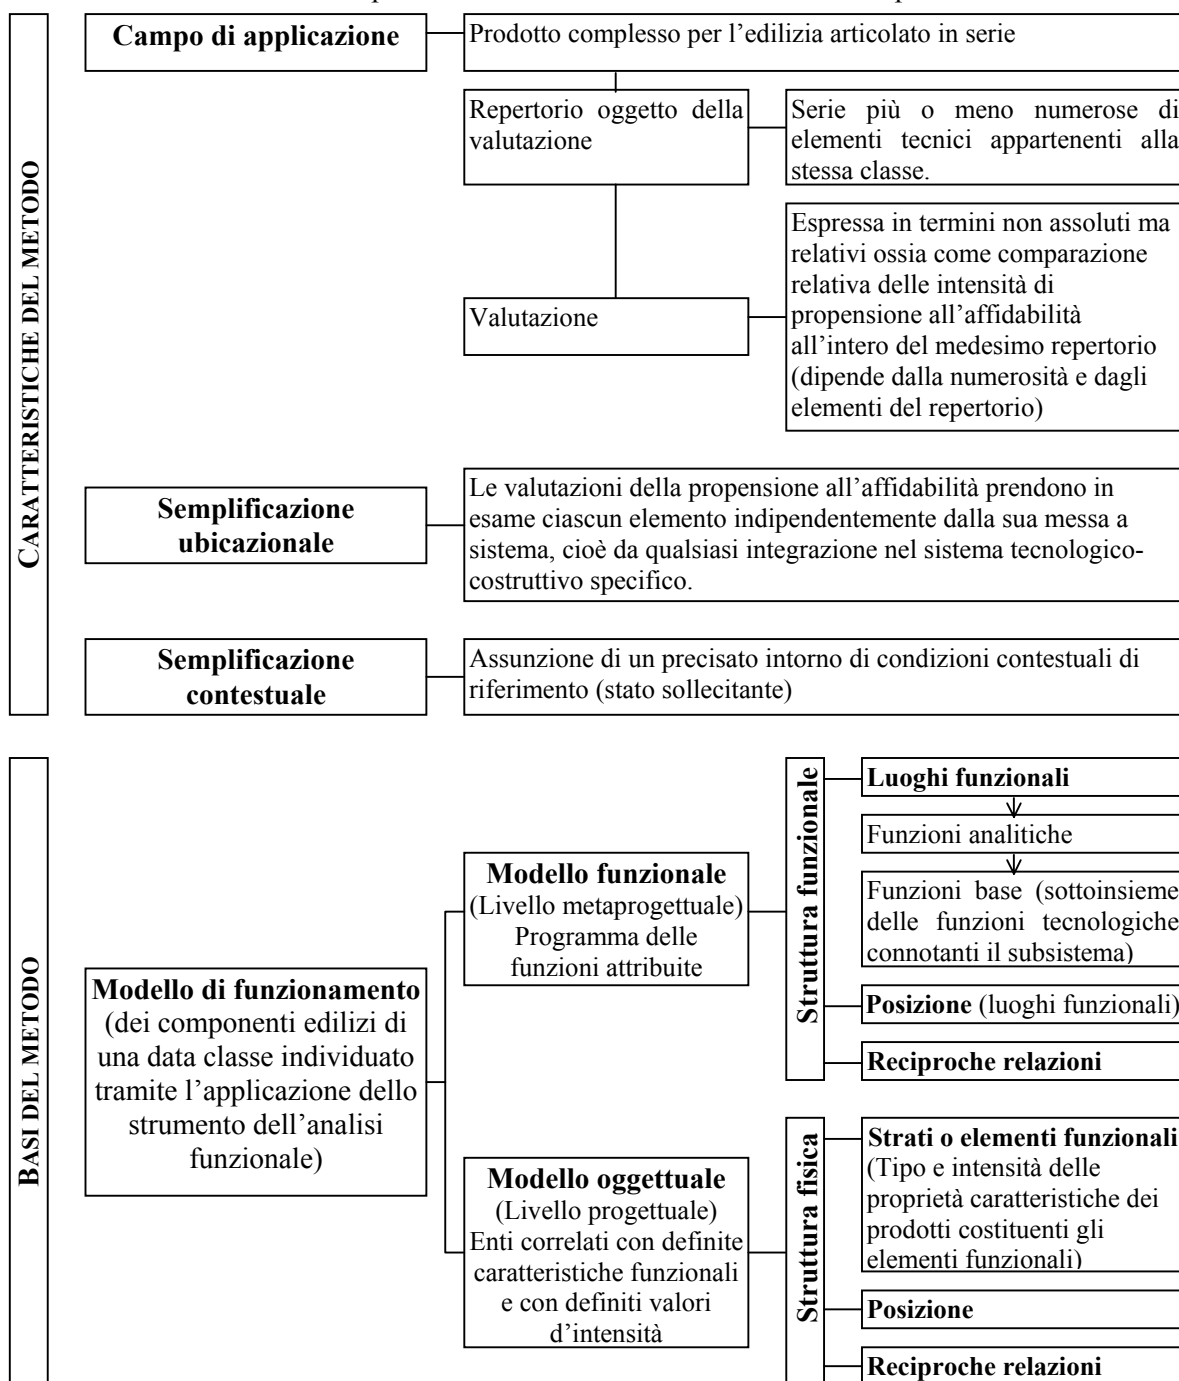 CARATTERISTICHE DEL METODO
Campo di applicazione
Prodotto complesso per l’edilizia articolato in serie
Repertorio oggetto della
valutazione
Serie più o meno numerose di
elementi tecnici appartenenti alla
stessa classe.
Valutazione
Espressa in termini non assoluti ma
relativi ossia come comparazione
relativa delle intensità di
propensione all’affidabilità
all’intero del medesimo repertorio
(dipende dalla numerosità e dagli
elementi del repertorio)
Semplificazione
ubicazionale
Le valutazioni della propensione all’affidabilità prendono in
esame ciascun elemento indipendentemente dalla sua messa a
sistema, cioè da qualsiasi integrazione nel sistema tecnologico-
costruttivo specifico.
Semplificazione
contestuale
Assunzione di un precisato intorno di condizioni contestuali di
riferimento (stato sollecitante)
BASI DEL METODO
Modello di funzionamento
(dei componenti edilizi di
una data classe individuato
tramite l’applicazione dello
strumento dell’analisi
funzionale)
Modello funzionale
(Livello metaprogettuale)
Programma delle
funzioni attribuite
Struttura funzionale
Luoghi funzionali
Funzioni analitiche
Funzioni base (sottoinsieme
delle funzioni tecnologiche
connotanti il subsistema)
Posizione (luoghi funzionali)
Reciproche relazioni
Modello oggettuale
(Livello progettuale)
Enti correlati con definite
caratteristiche funzionali
e con definiti valori
d’intensità
Struttura fisica
Strati o elementi funzionali
(Tipo e intensità delle
proprietà caratteristiche dei
prodotti costituenti gli
elementi funzionali)
Posizione
Reciproche relazioni